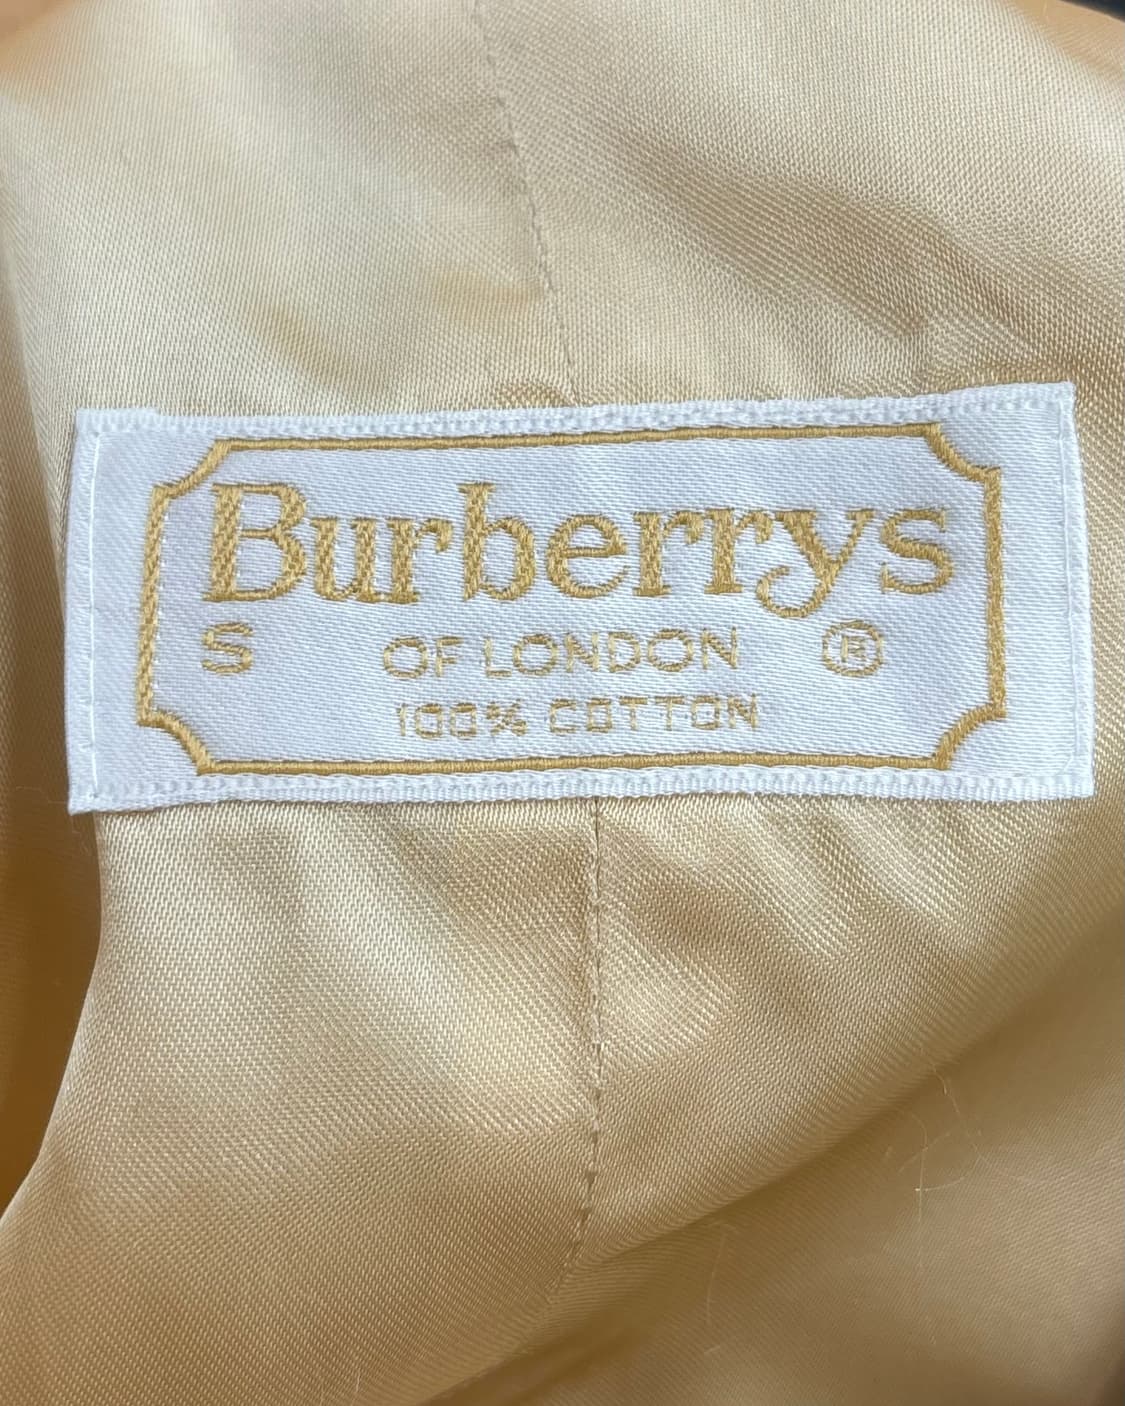 Burberrys
S OF LONDON ®
100% COTTON